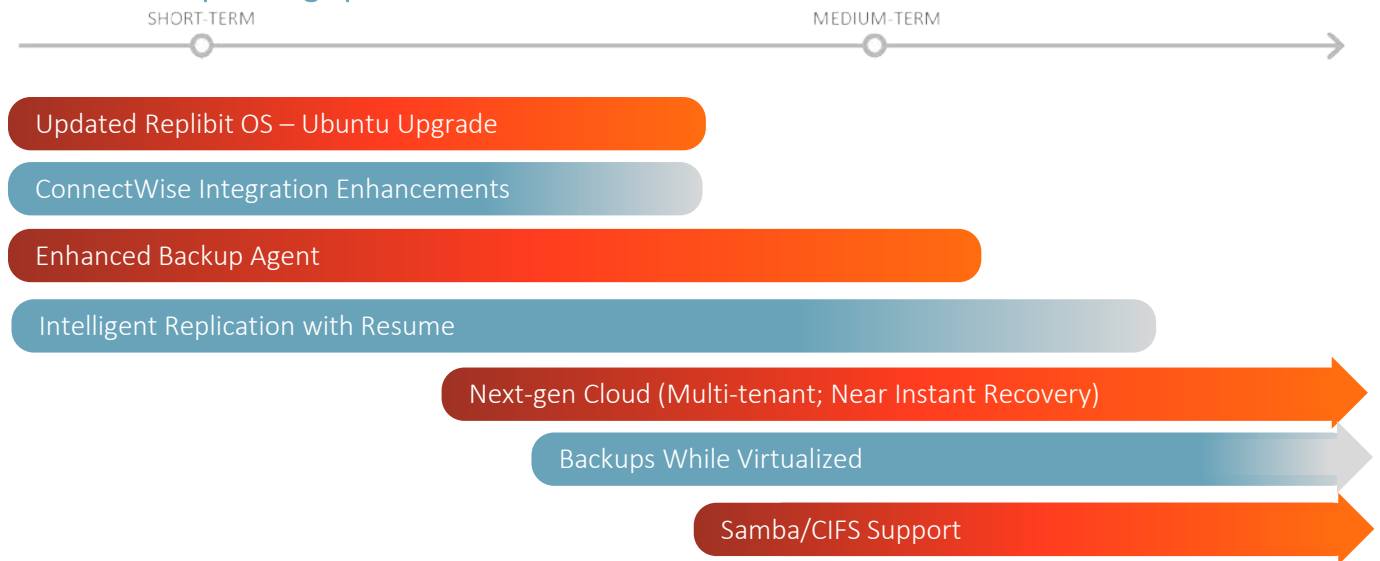 SHORT-TERM
MEDIUM-TERM
Updated Replibit OS – Ubuntu Upgrade
ConnectWise Integration Enhancements
Enhanced Backup Agent
Intelligent Replication with Resume
Next-gen Cloud (Multi-tenant; Near Instant Recovery)
Backups While Virtualized
Samba/CIFS Support